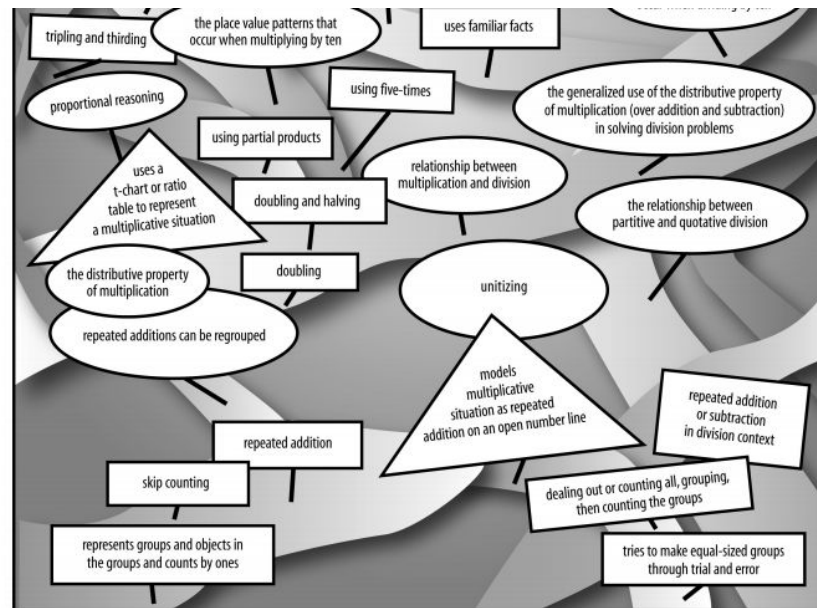 the place value patterns that
occur when multiplying by ten
tripling and thirding
uses familiar facts
proportional reasoning
using five-times
the generalized use of the distributive property
of multiplication (over addition and subtraction)
in solving division problems
using partial products
uses a
t-chart or ratio
table to represent
a multiplicative situation
relationship between
multiplication and division
doubling and halving
the relationship between
partitive and quotative division
the distributive property
of multiplication
doubling
unitizing
repeated additions can be regrouped
models
multiplicative
situation as repeated
addition on an open number line
repeated addition
or subtraction
in division context
repeated addition
skip counting
dealing out or counting all, grouping,
then counting the groups
represents groups and objects in
the groups and counts by ones
tries to make equal-sized groups
through trial and error